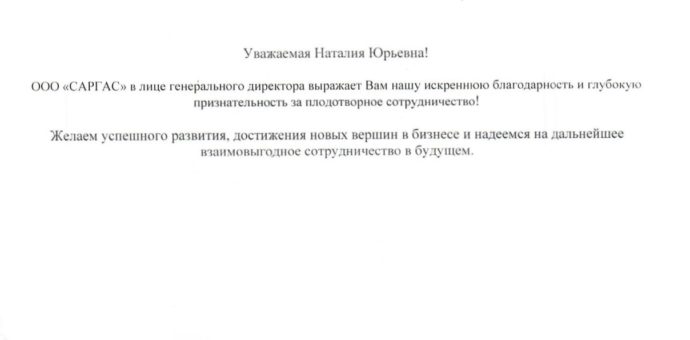 Уважаемая Наталия Юрьевна!
ООО «САРГАС» в лице генерального директора выражает Вам нашу искреннюю благодарность и глубокую
признательность за плодотворное сотрудничество!
Желаем успешного развития, достижения новых вершин в бизнесе и надеемся на дальнейшее
взаимовыгодное сотрудничество в будущем.